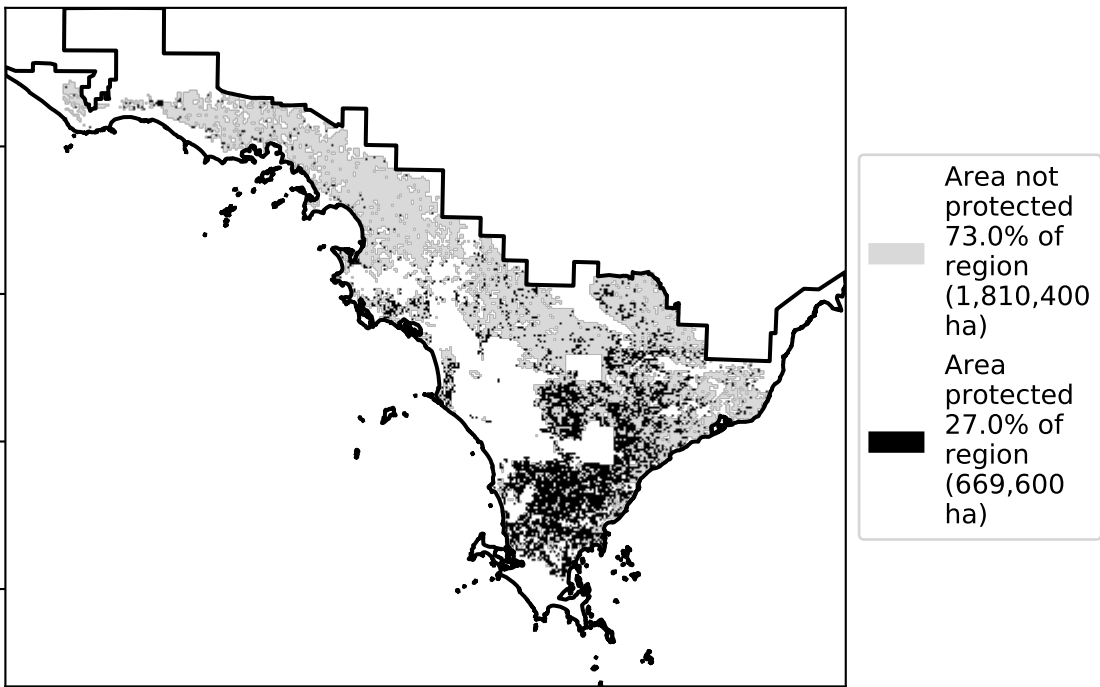 Area not
protected
73.0% of
region
(1,810,400
ha)
Area
protected
27.0% of
region
(669,600
ha)